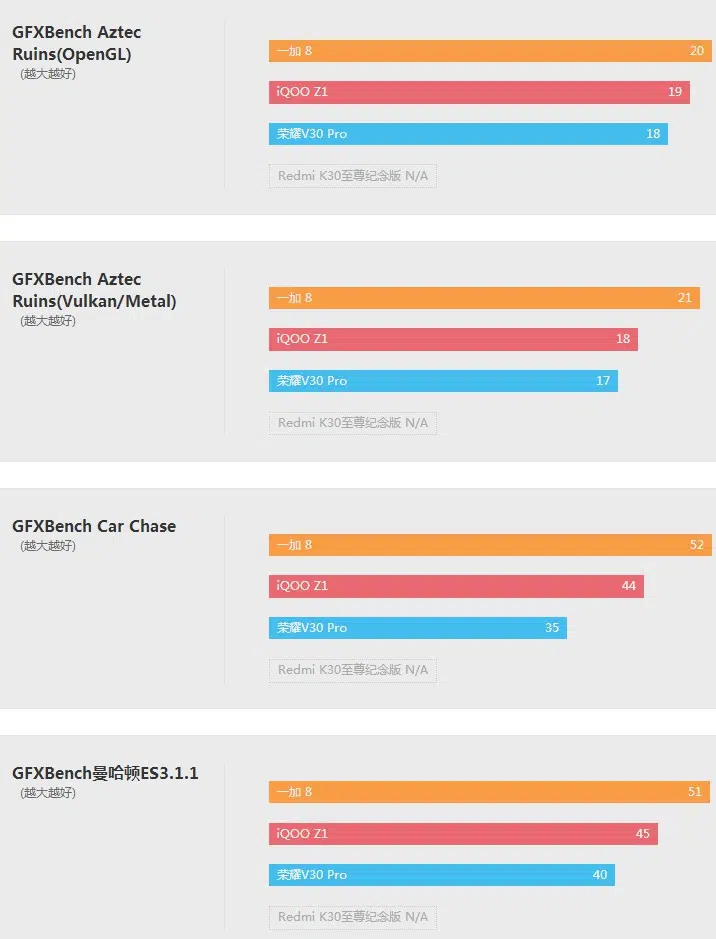 GFXBench Aztec
Ruins(OpenGL)
(越大越好)
一加 8 20
iQOO Z1 19
荣耀V30 Pro 18
Redmi K30至尊纪念版 N/A
GFXBench Aztec
Ruins(Vulkan/Metal)
(越大越好)
一加 8 21
iQOO Z1 18
荣耀V30 Pro 17
Redmi K30至尊纪念版 N/A
GFXBench Car Chase
(越大越好)
一加 8 52
iQOO Z1 44
荣耀V30 Pro 35
Redmi K30至尊纪念版 N/A
GFXBench曼哈顿ES3.1.1
(越大越好)
一加 8 51
iQOO Z1 45
荣耀V30 Pro 40
Redmi K30至尊纪念版 N/A